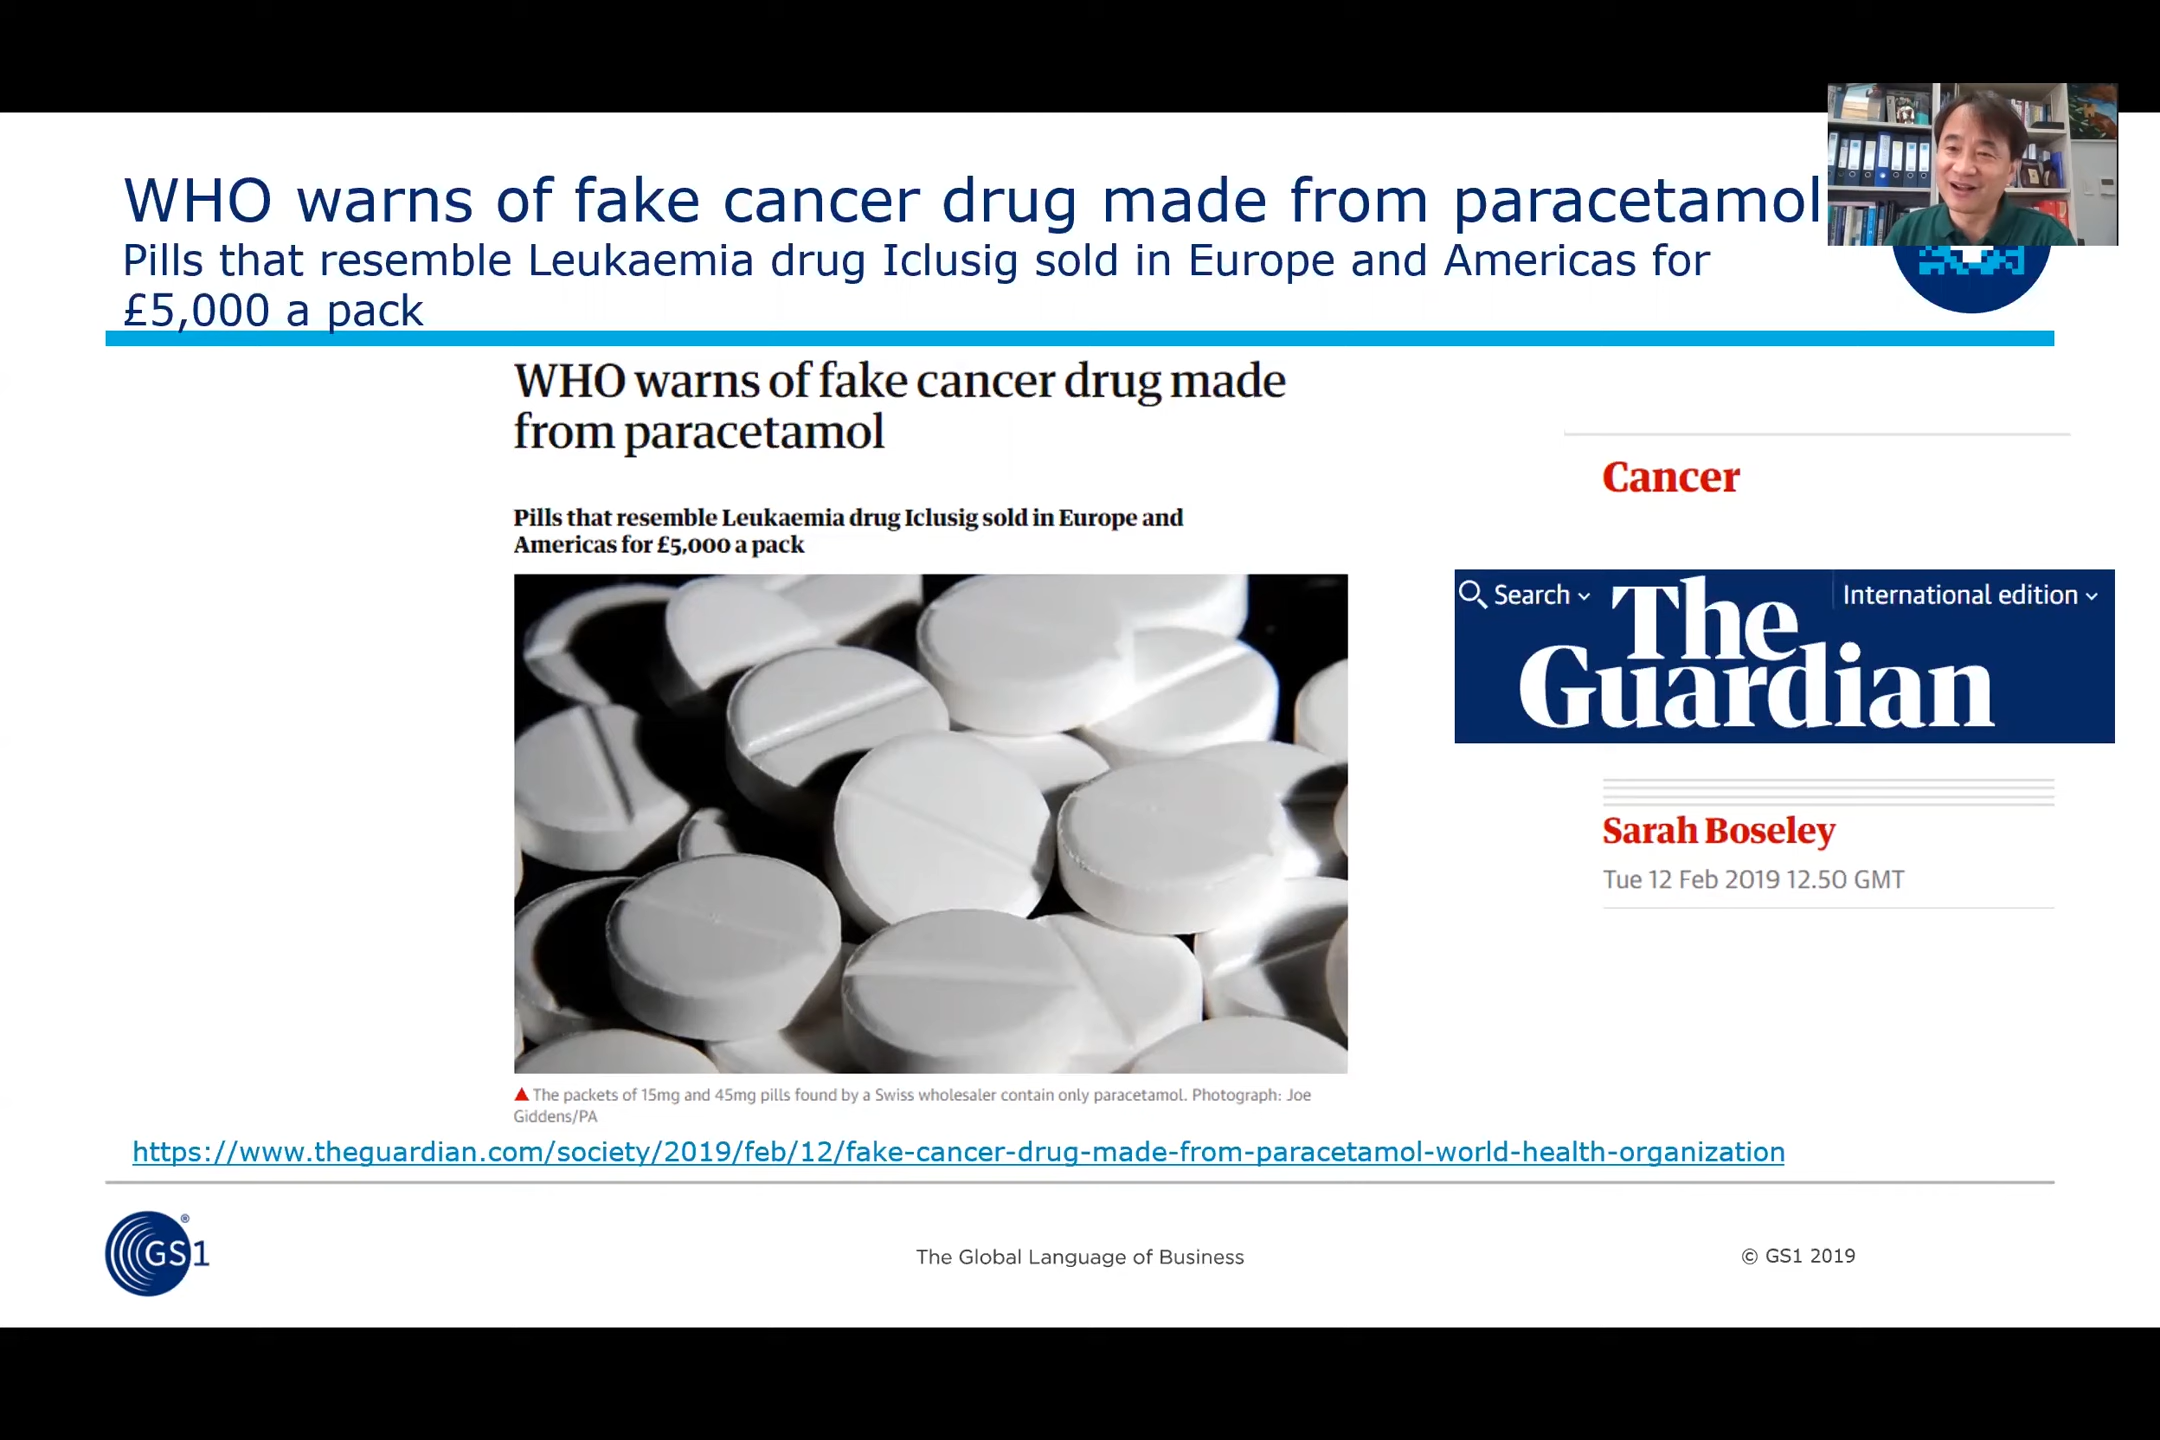 WHO warns of fake cancer drug made from paracetamol
Pills that resemble Leukaemia drug Iclusig sold in Europe and Americas for
£5,000 a pack
WHO warns of fake cancer drug made
from paracetamol
Pills that resemble Leukaemia drug Iclusig sold in Europe and
Americas for £5,000 a pack
▲ The packets of 15mg and 45mg pills found by a Swiss wholesaler contain only paracetamol. Photograph: Joe
Giddens/PA
Cancer
Search
International edition
The
Guardian
Sarah Boseley
Tue 12 Feb 2019 12.50 GMT
https://www.theguardian.com/society/2019/feb/12/fake-cancer-drug-made-from-paracetamol-world-health-organization
GS1®
The Global Language of Business
© GS1 2019